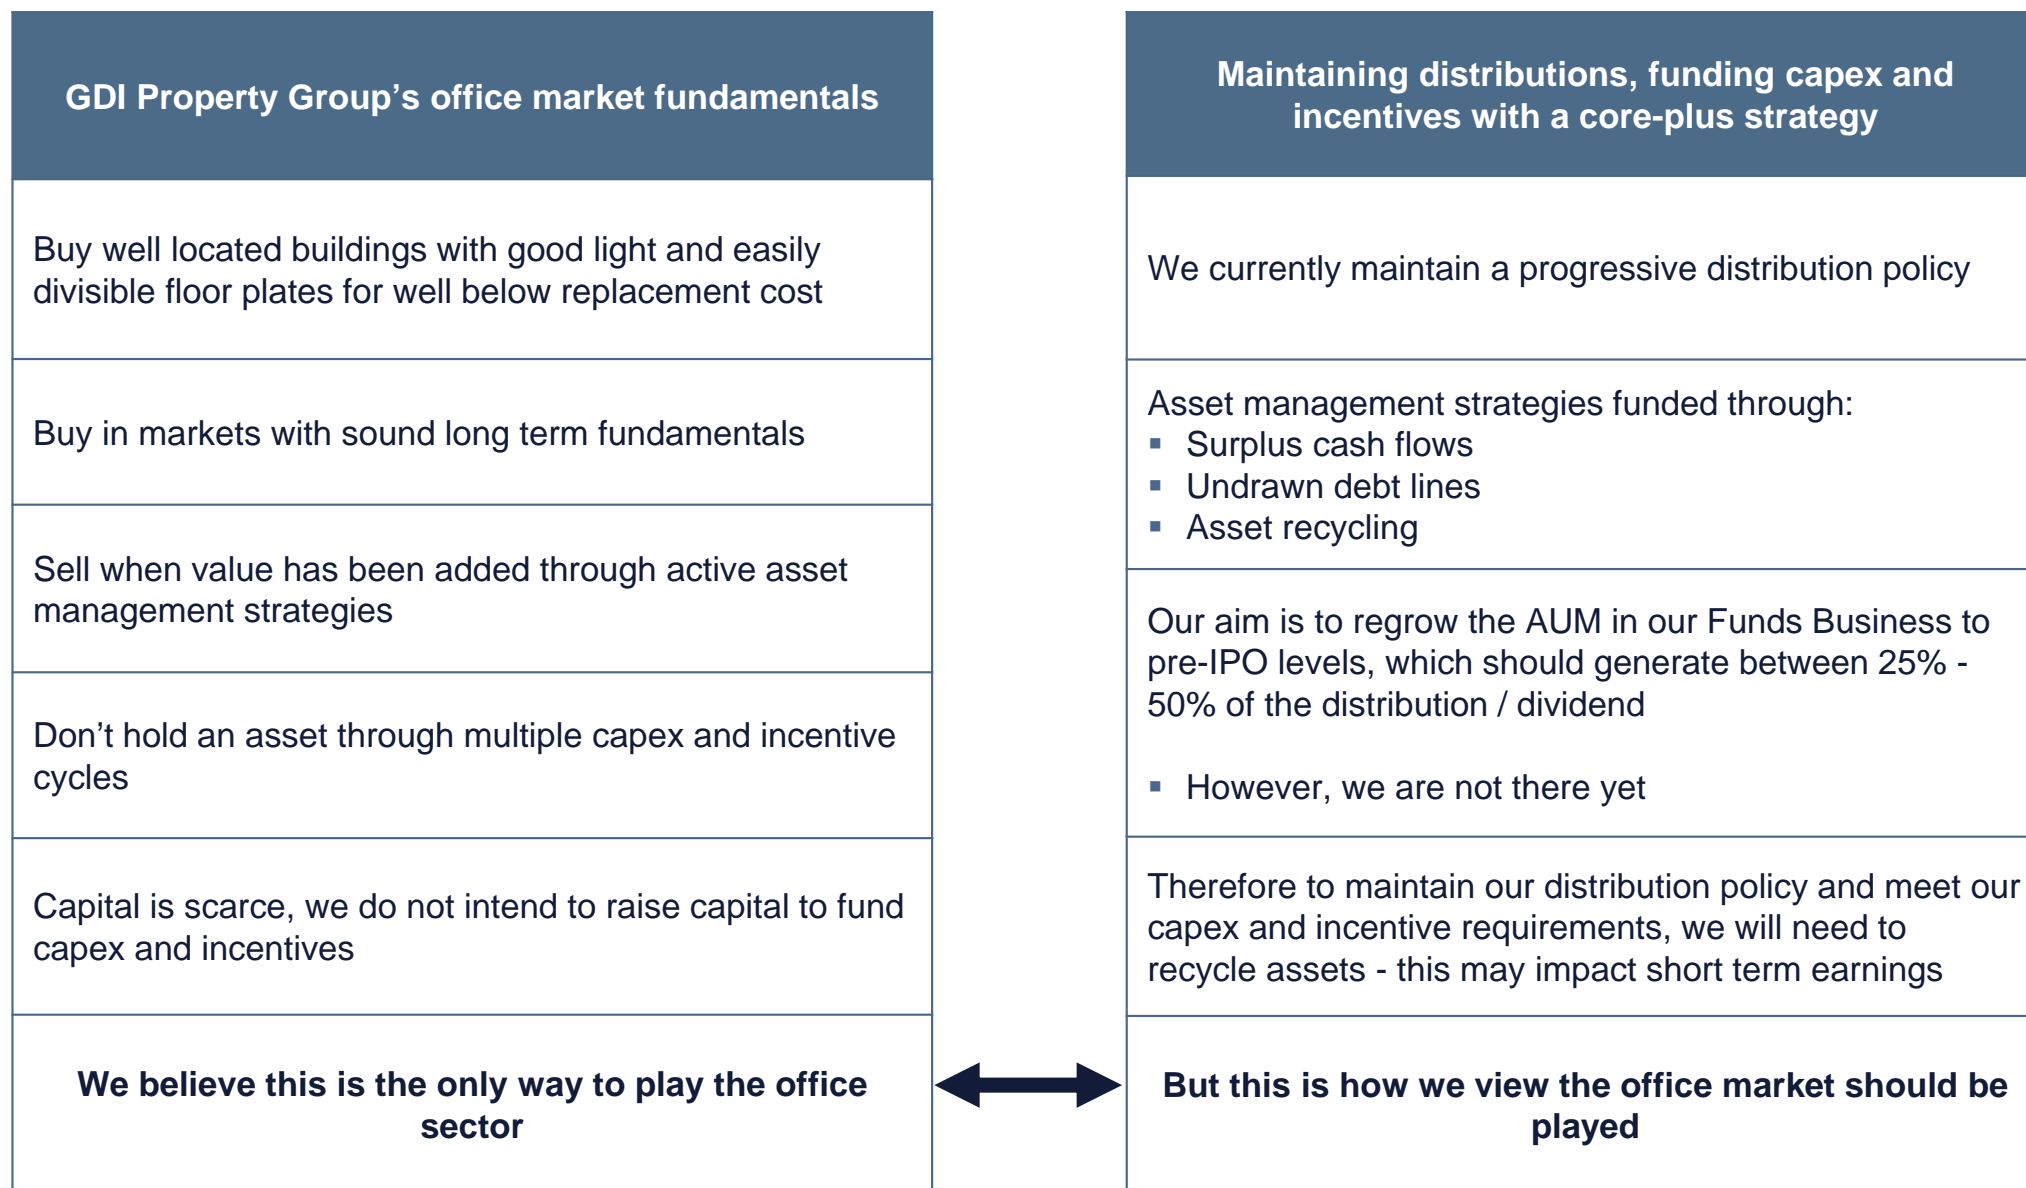 GDI Property Group’s office market fundamentals
Buy well located buildings with good light and easily
divisible floor plates for well below replacement cost
Buy in markets with sound long term fundamentals
Sell when value has been added through active asset
management strategies
Don’t hold an asset through multiple capex and incentive
cycles
Capital is scarce, we do not intend to raise capital to fund
capex and incentives
We believe this is the only way to play the office
sector
Maintaining distributions, funding capex and
incentives with a core-plus strategy
We currently maintain a progressive distribution policy
Asset management strategies funded through:
▪ Surplus cash flows
▪ Undrawn debt lines
▪ Asset recycling
Our aim is to regrow the AUM in our Funds Business to
pre-IPO levels, which should generate between 25% -
50% of the distribution / dividend
▪ However, we are not there yet
Therefore to maintain our distribution policy and meet our
capex and incentive requirements, we will need to
recycle assets - this may impact short term earnings
But this is how we view the office market should be
played